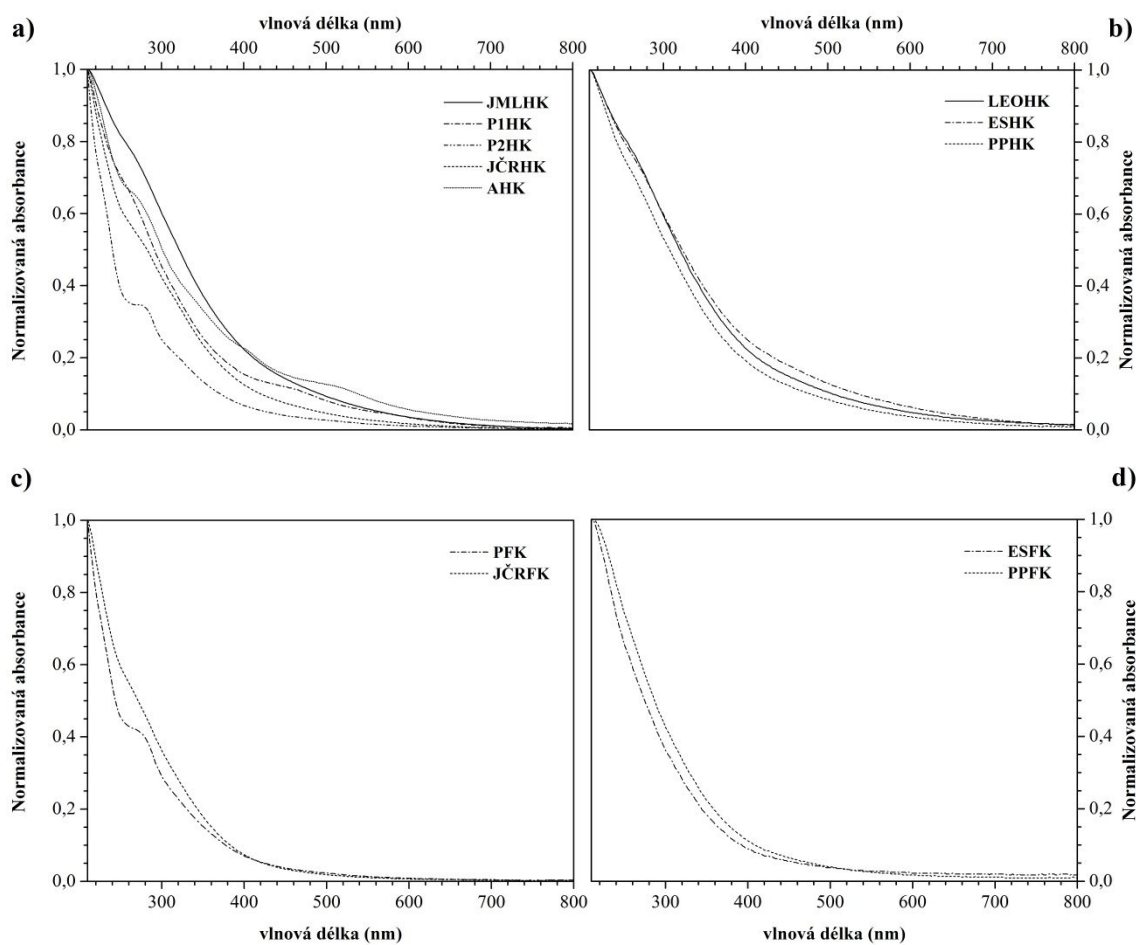 a)
vlnová délka (nm)
300 400 500 600 700 800
1,0
0,8
0,6
0,4
0,2
0,0
Normalizovaná absorbance
JMLHK
P1HK
P2HK
JČRHK
AHK
b)
vlnová délka (nm)
300 400 500 600 700 800
LEOHK
ESHK
PPHK
1,0
0,8
0,6
0,4
0,2
0,0
Normalizovaná absorbance
c)
1,0
0,8
0,6
0,4
0,2
0,0
Normalizovaná absorbance
PFK
JČRFK
300 400 500 600 700 800
vlnová délka (nm)
d)
ESFK
PPFK
1,0
0,8
0,6
0,4
0,2
0,0
Normalizovaná absorbance
300 400 500 600 700 800
vlnová délka (nm)